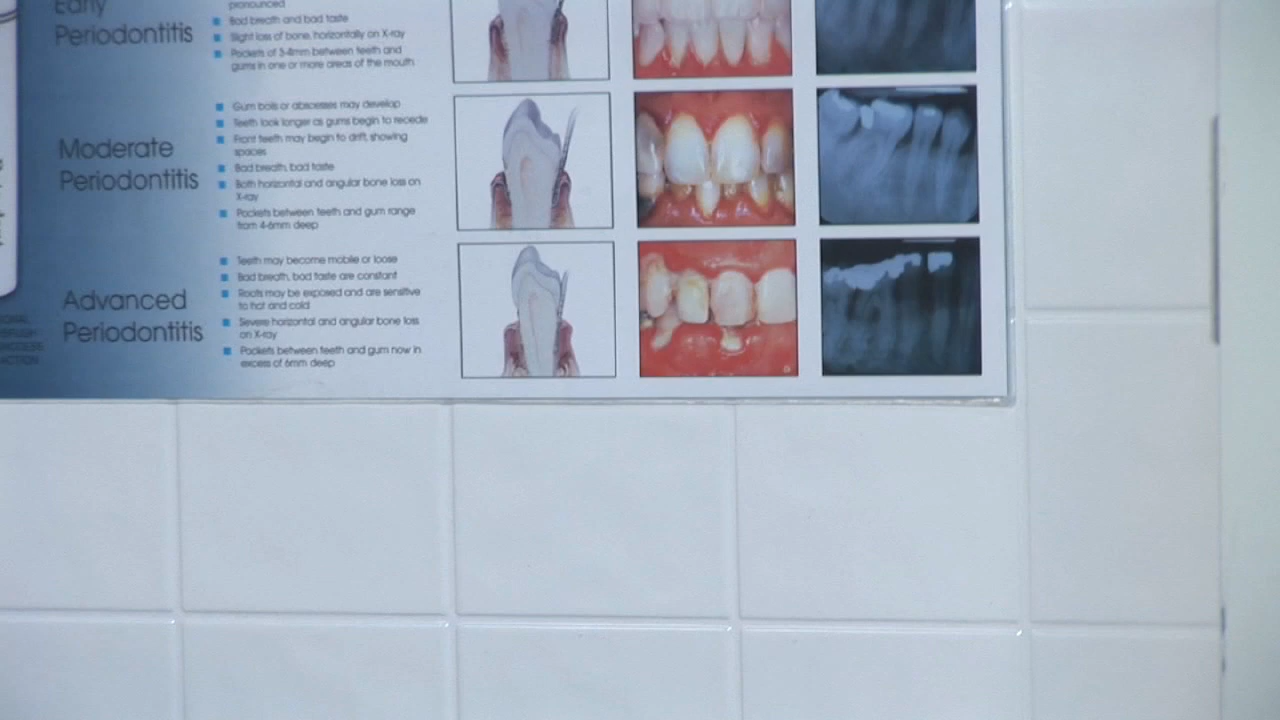 Early
Periodontitis
pronounced
Bad breath and bad taste
Slight loss of bone, horizontally on X-ray
Pockets of 3-4mm between teeth and
gums in one or more areas of the mouth
Moderate
Periodontitis
Gum boils or abscesses may develop
Teeth look longer as gums begin to recede
Front teeth may begin to drift, showing
spaces
Bad breath, bad taste
Both horizontal and angular bone loss on
X-ray
Pockets between teeth and gum range
from 4-6mm deep
Advanced
Periodontitis
Teeth may become mobile or loose
Bad breath, bad taste are constant
Roots may be exposed and are sensitive
to hot and cold
Severe horizontal and angular bone loss
on X-ray
Pockets between teeth and gum now in
excess of 6mm deep